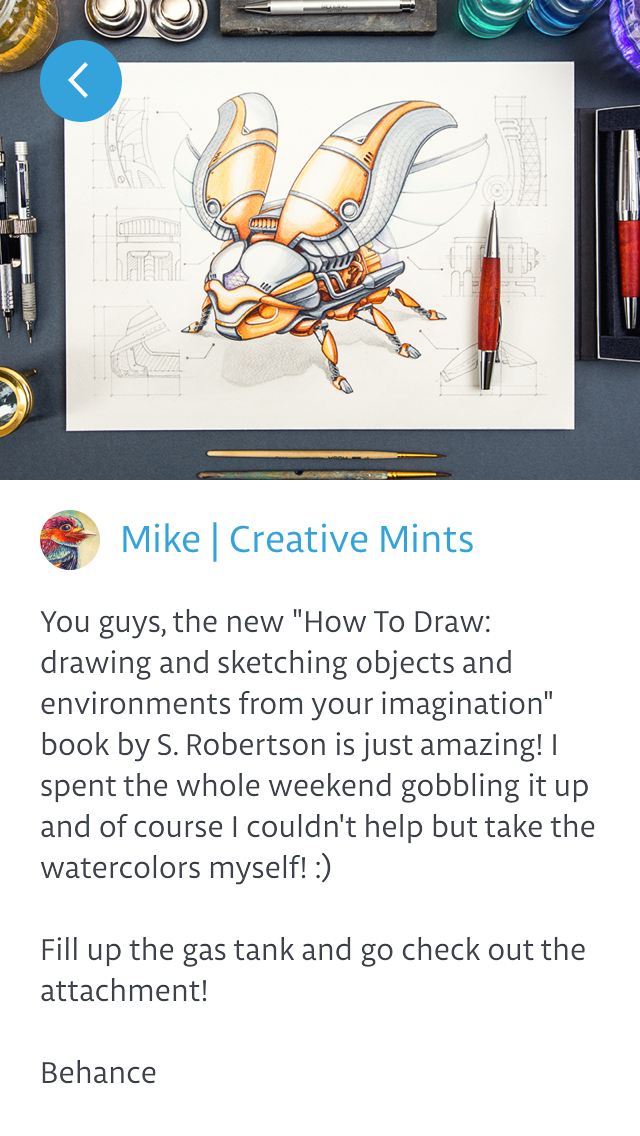 Mike | Creative Mints
You guys, the new "How To Draw:
drawing and sketching objects and
environments from your imagination"
book by S. Robertson is just amazing! I
spent the whole weekend gobbling it up
and of course I couldn't help but take the
watercolors myself! :)
Fill up the gas tank and go check out the
attachment!
Behance